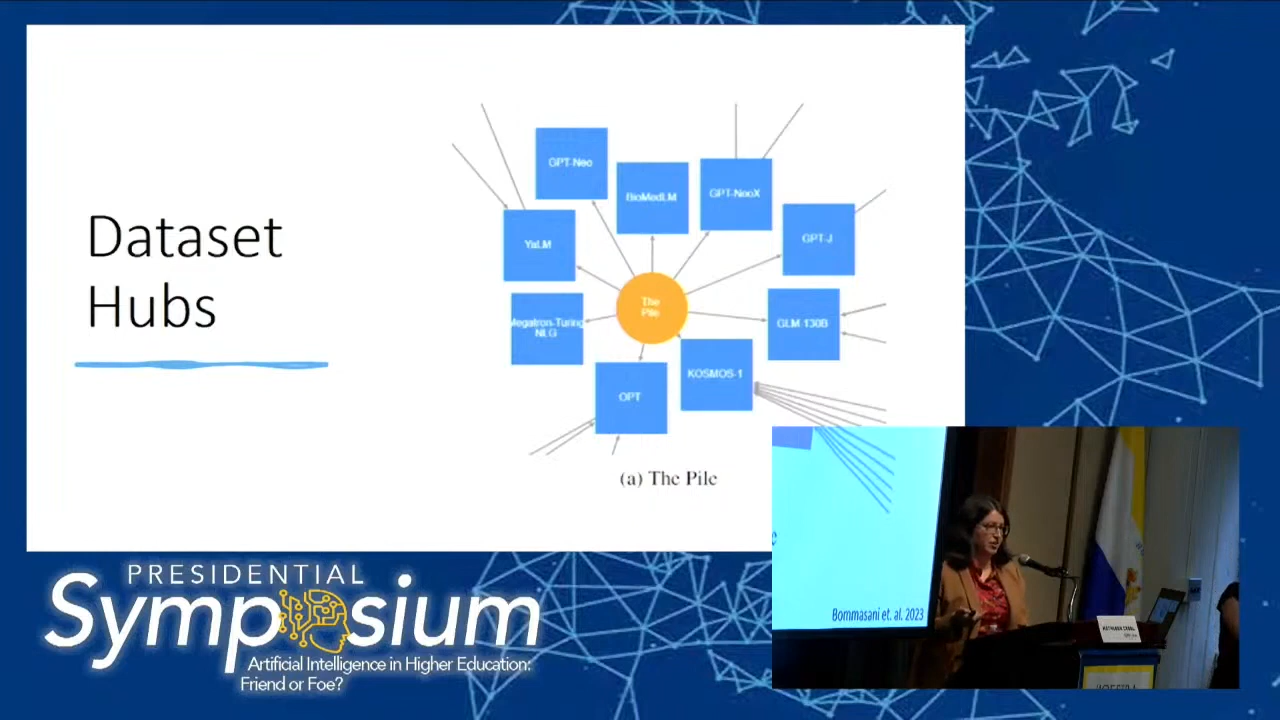 Dataset
Hubs
GPT-Neo
BioMedLM
GPT-NeoX
YaLM
GPT-J
The
Pile
Megatron-Turing
NLG
GLM-130B
OPT
KOSMOS-1
(a) The Pile
Bommasani et. al. 2023
PRESIDENTIAL
Symposium
Artificial Intelligence in Higher Education:
Friend or Foe?